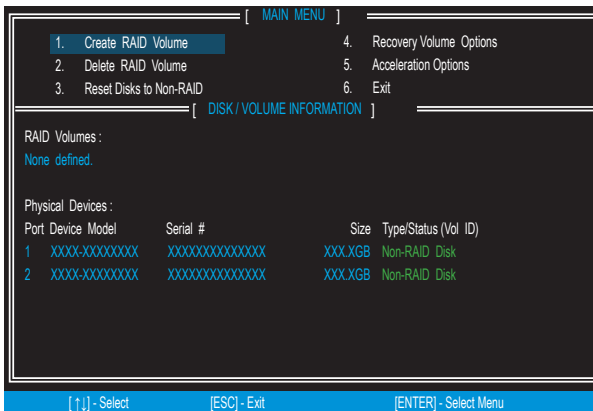 [ MAIN MENU ]
1. Create RAID Volume
2. Delete RAID Volume
3. Reset Disks to Non-RAID
4. Recovery Volume Options
5. Acceleration Options
6. Exit
[ DISK / VOLUME INFORMATION ]
RAID Volumes :
None defined.
Physical Devices :
Port Device Model Serial # Size Type/Status (Vol ID)
1 XXXX-XXXXXXXX XXXXXXXXXXXXXX XXX.XGB Non-RAID Disk
2 XXXX-XXXXXXXX XXXXXXXXXXXXXX XXX.XGB Non-RAID Disk
[ ↑↓] - Select [ESC] - Exit [ENTER] - Select Menu